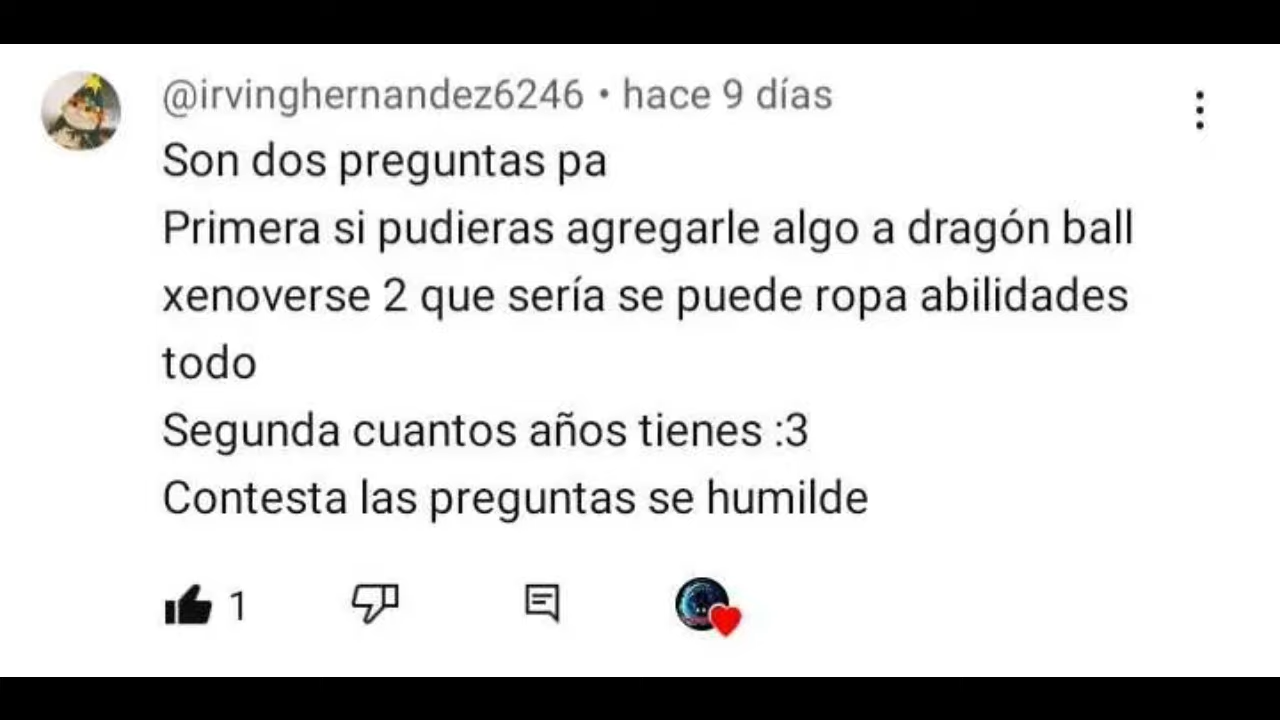 @irvinghernandez6246 • hace 9 días
Son dos preguntas pa
Primera si pudieras agregarle algo a dragón ball
xenoverse 2 que sería se puede ropa abilidades
todo
Segunda cuantos años tienes :3
Contesta las preguntas se humilde
1